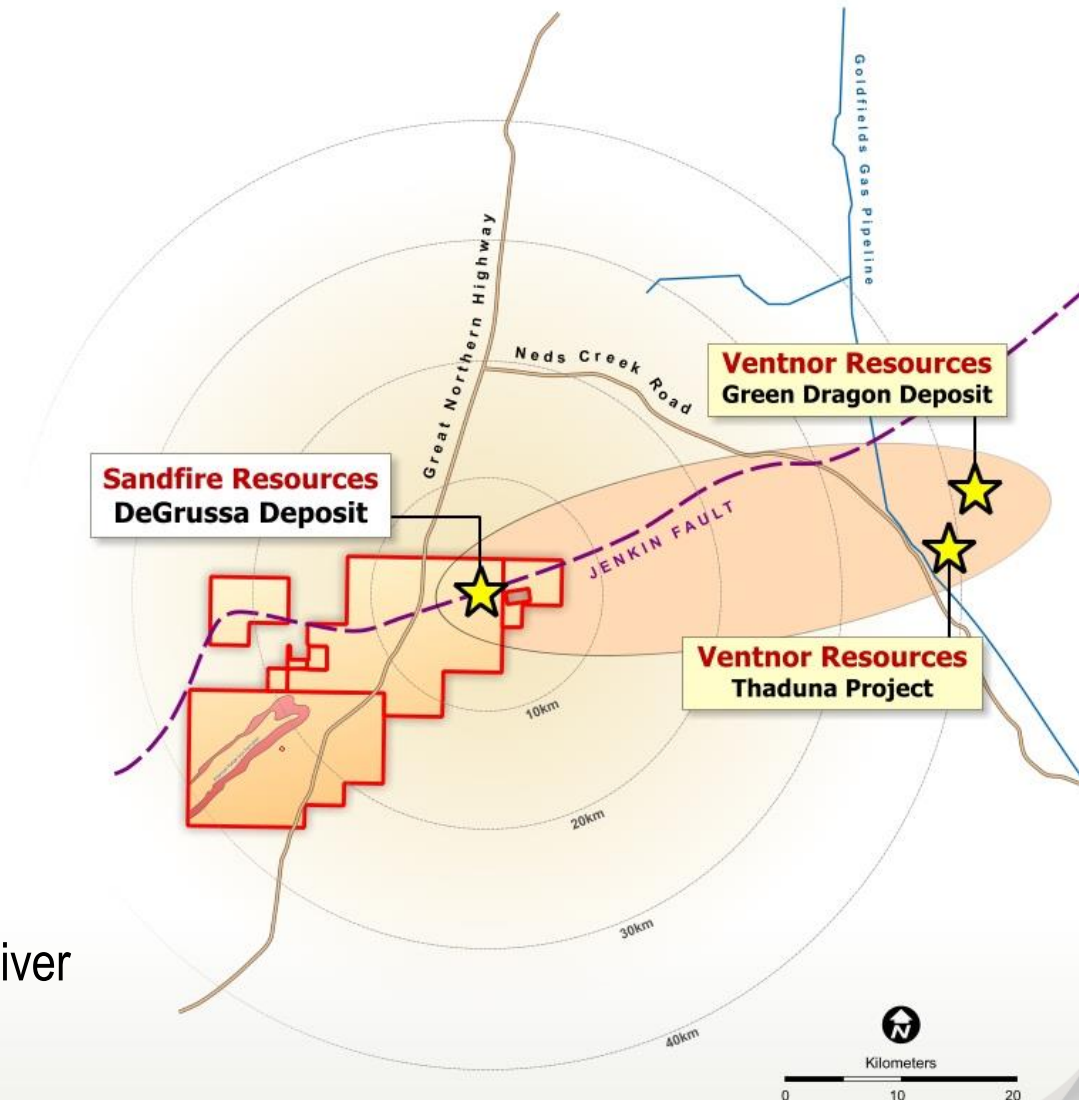 Goldfields Gas Pipeline
Great Northern Highway
Neds Creek Road
Ventnor Resources
Green Dragon Deposit
Sandfire Resources
DeGrussa Deposit
JENKIN FAULT
Ventnor Resources
Thaduna Project
10km
20km
30km
iver
40km
N
Kilometers
0 10 20